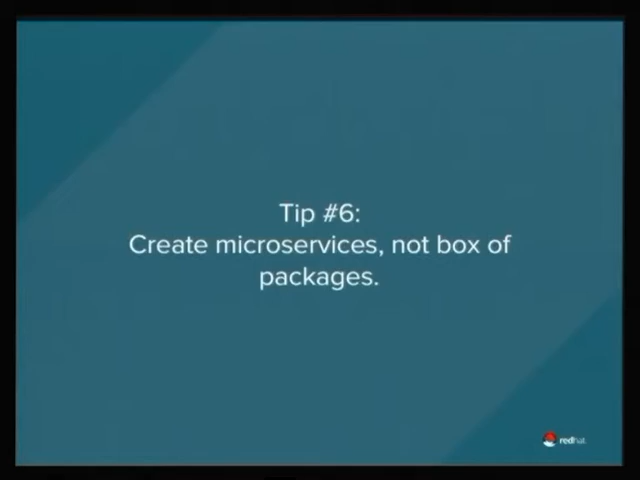 Tip #6:
Create microservices, not box of
packages.
redhat